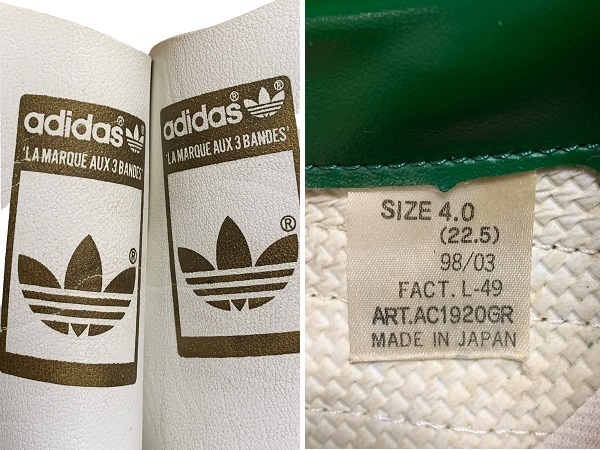 adidas®
'LA MARQUE AUX 3 BANDES'
®
adidas®
'LA MARQUE AUX 3 BANDES'
®
SIZE 4.0
(22.5)
98/03
FACT. L-49
ART.AC1920GR
MADE IN JAPAN